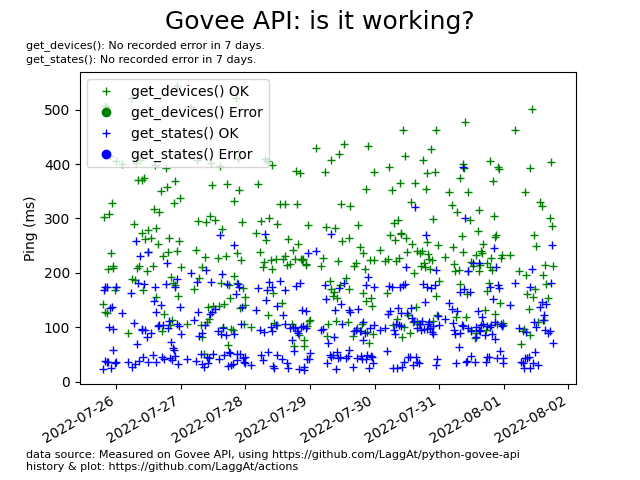 Govee API: is it working?
get_devices(): No recorded error in 7 days.
get_states(): No recorded error in 7 days.
get_devices() OK
get_devices() Error
get_states() OK
get_states() Error
Ping (ms)
500
400
300
200
100
0
2022-07-26
2022-07-27
2022-07-28
2022-07-29
2022-07-30
2022-07-31
2022-08-01
2022-08-02
data source: Measured on Govee API, using https://github.com/LaggAt/python-govee-api
history & plot: https://github.com/LaggAt/actions